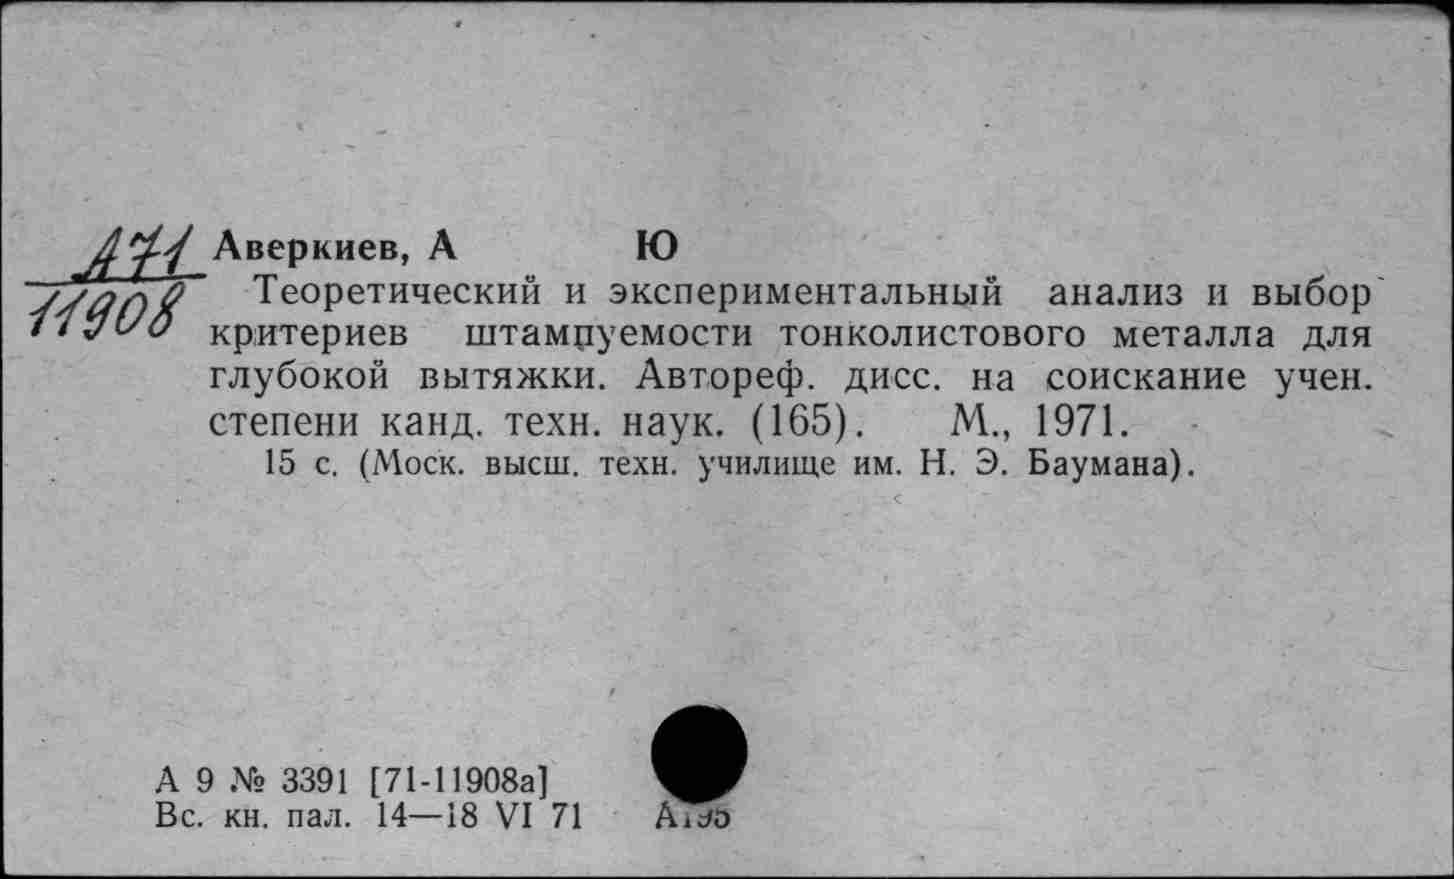 А71
11908
Аверкиев, А Ю
Теоретический и экспериментальный анализ и выбор
критериев штампуемости тонколистового металла для
глубокой вытяжки. Автореф. дисс. на соискание учен.
степени канд. техн. наук. (165). М., 1971.
15 с. (Моск. высш. техн. училище им. Н. Э. Баумана).
А 9 № 3391 [71-11908а]
Вс. кн. пал. 14—18 VI 71